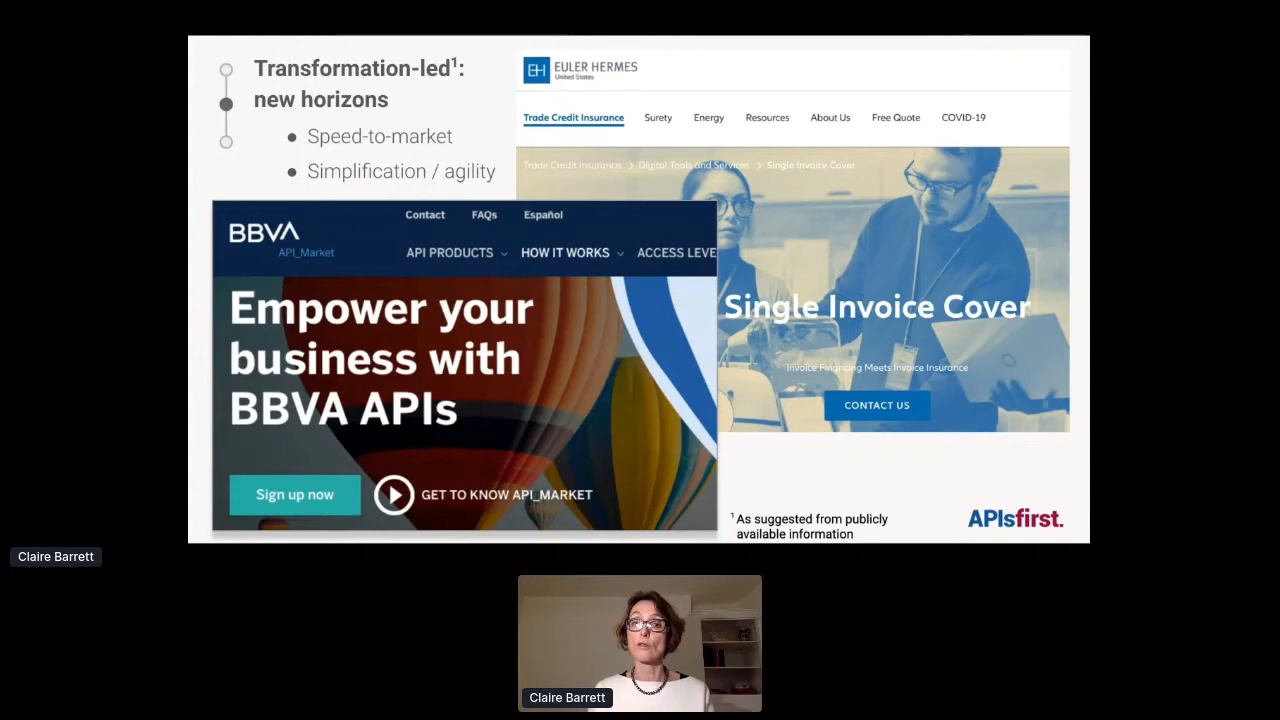 Transformation-led¹:
new horizons
● Speed-to-market
● Simplification / agility
EH EULER HERMES
United States
Trade Credit Insurance Surety Energy Resources About Us Free Quote COVID-19
Trade Credit Insurance > Digital Tools and Services > Single Invoice Cover
Single Invoice Cover
Invoice Financing Meets Invoice Insurance
CONTACT US
Contact FAQs Español
BBVA
API_Market
API PRODUCTS HOW IT WORKS ACCESS LEVE
Empower your
business with
BBVA APIs
Sign up now
GET TO KNOW API_MARKET
¹ As suggested from publicly
available information
APIsfirst.
Claire Barrett
Claire Barrett